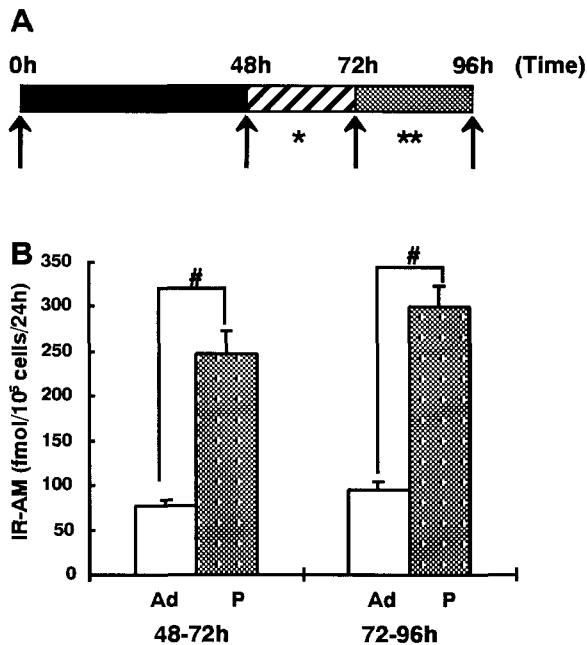 A
0h 48h 72h 96h (Time)
* **
B
IR-AM (fmol/10⁵ cells/24h)
350
300
250
200
150
100
50
0
# #
Ad P Ad P
48-72h 72-96h